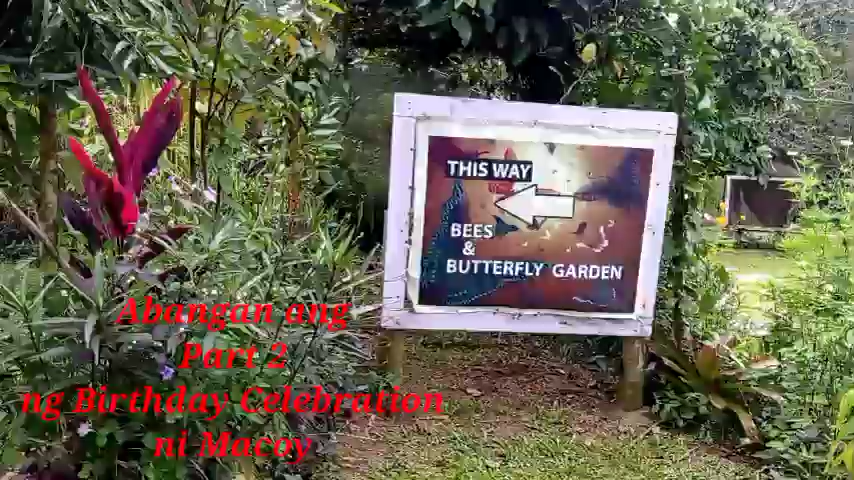 THIS WAY
BEES
&
BUTTERFLY GARDEN
Abangan ang
Part 2
ng Birthday Celebration
ni Macoy